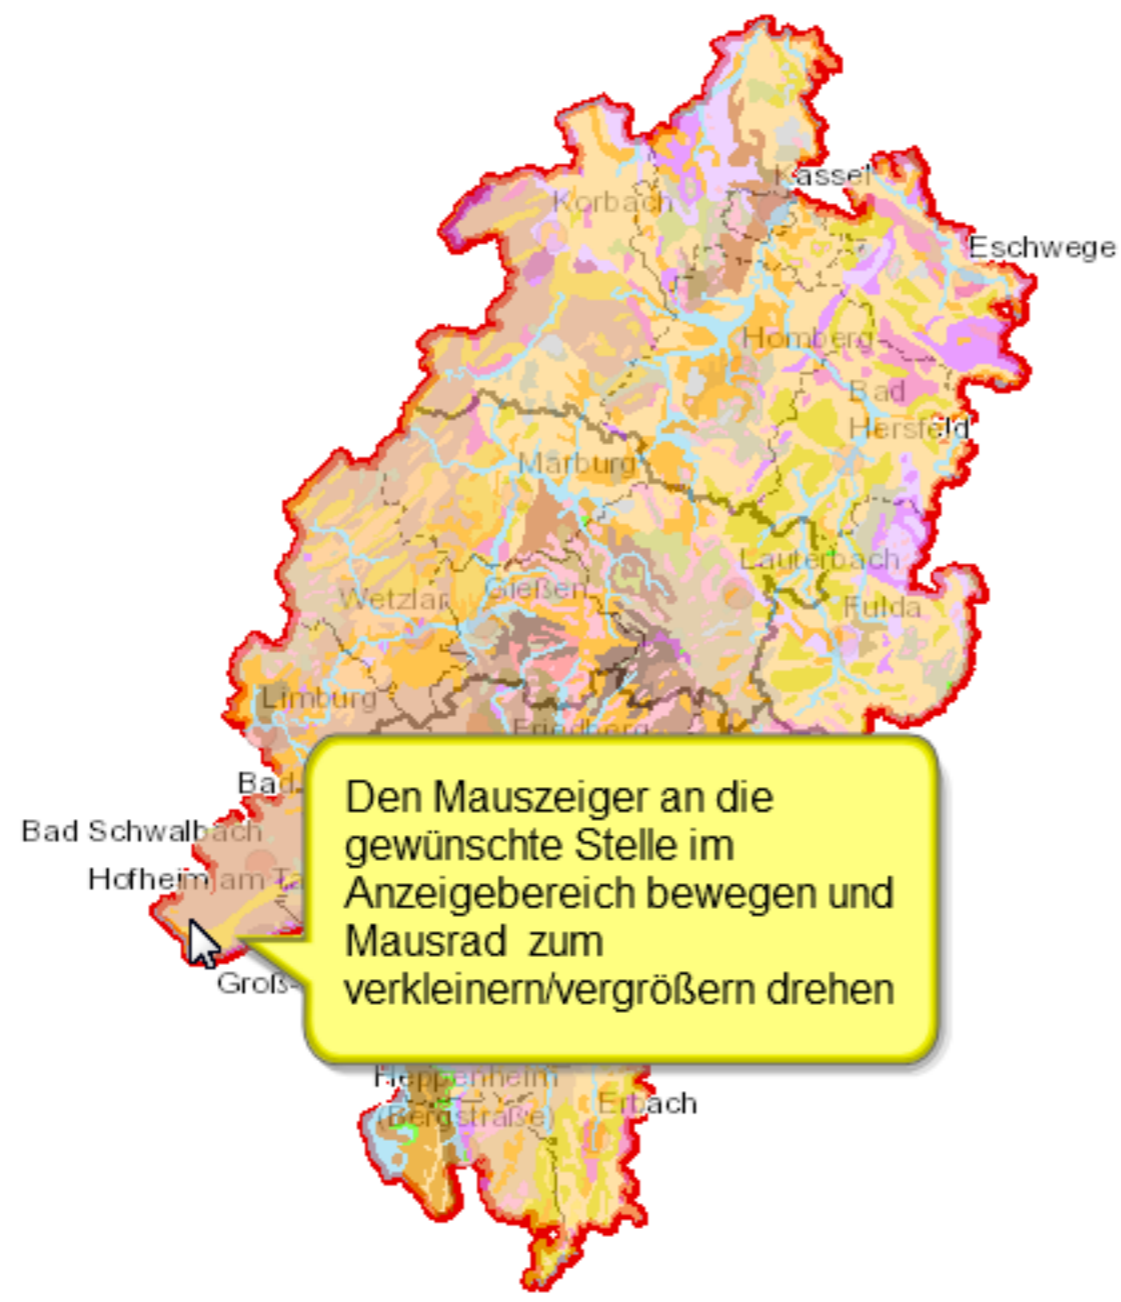 Kassel
Korbach
Eschwege
Homberg
Bad
Hersfeld
Marburg
Lauterbach
Gießen
Wetzlar
Fulda
Limburg
Friedberg
Bad
Den Mauszeiger an die
gewünschte Stelle im
Anzeigebereich bewegen und
Mausrad zum
verkleinern/vergrößern drehen
Bad Schwalbach
Hofheim am Ta
Groß-
Heppenheim
(Bergstraße)
Erbach